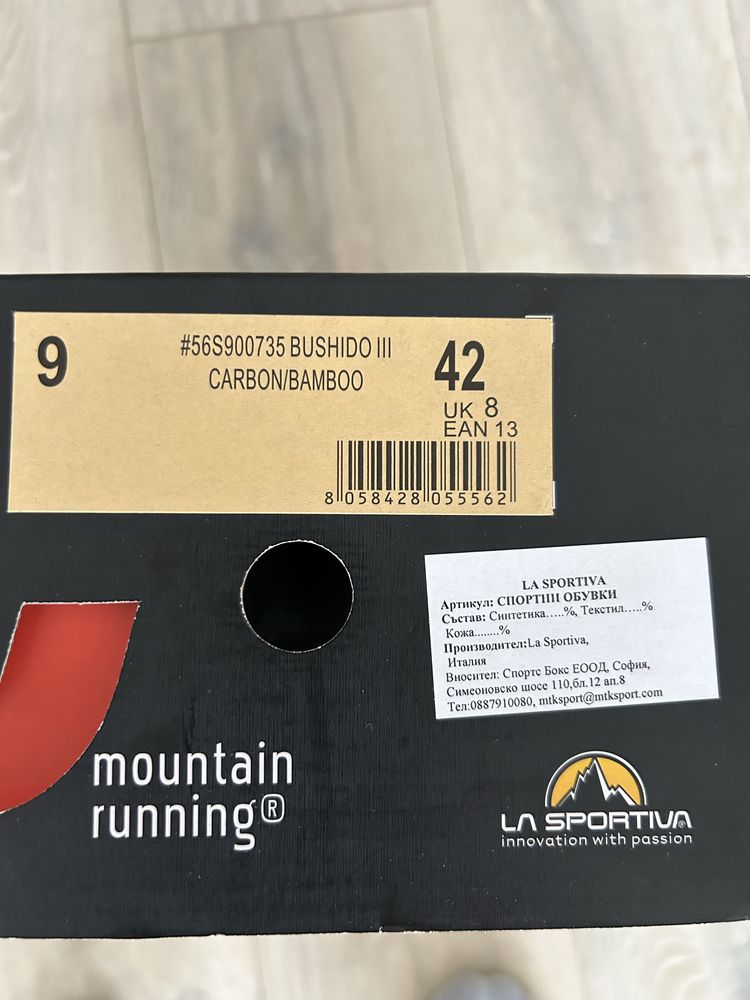 9
#56S900735 BUSHIDO III
CARBON/BAMBOO
42
UK 8
EAN 13
8 058428 055562
LA SPORTIVA
Артикул: СПОРТІІІІ ОБУВКИ
Състав: Синтетика…..%, Текстил…..%
Кожа........%
Производител:La Sportiva,
Италия
Вносител: Спортс Бокс ЕООД, София,
Симеоновско шосе 110,бл.12 ап.8
Тел:0887910080, mtksport@mtksport.com
mountain
running®
LA SPORTIVA®
innovation with passion